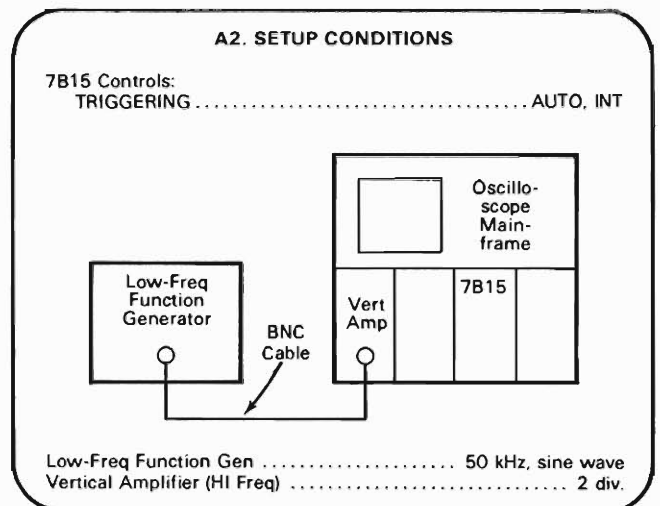 A2. SETUP CONDITIONS
7B15 Controls:
TRIGGERING ................................... AUTO, INT
Oscillo-
scope
Main-
frame
Low-Freq
Function
Generator
BNC
Cable
Vert
Amp
7B15
Low-Freq Function Gen ..................... 50 kHz, sine wave
Vertical Amplifier (HI Freq) .............................. 2 div.